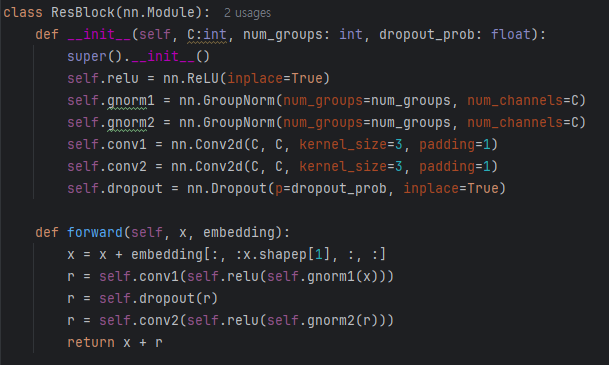 class ResBlock(nn.Module):  2 usages
    def __init__(self, C:int, num_groups: int, dropout_prob: float):
        super().__init__()
        self.relu = nn.ReLU(inplace=True)
        self.gnorm1 = nn.GroupNorm(num_groups=num_groups, num_channels=C)
        self.gnorm2 = nn.GroupNorm(num_groups=num_groups, num_channels=C)
        self.conv1 = nn.Conv2d(C, C, kernel_size=3, padding=1)
        self.conv2 = nn.Conv2d(C, C, kernel_size=3, padding=1)
        self.dropout = nn.Dropout(p=dropout_prob, inplace=True)

    def forward(self, x, embedding):
        x = x + embedding[:, :x.shapep[1], :, :]
        r = self.conv1(self.relu(self.gnorm1(x)))
        r = self.dropout(r)
        r = self.conv2(self.relu(self.gnorm2(r)))
        return x + r